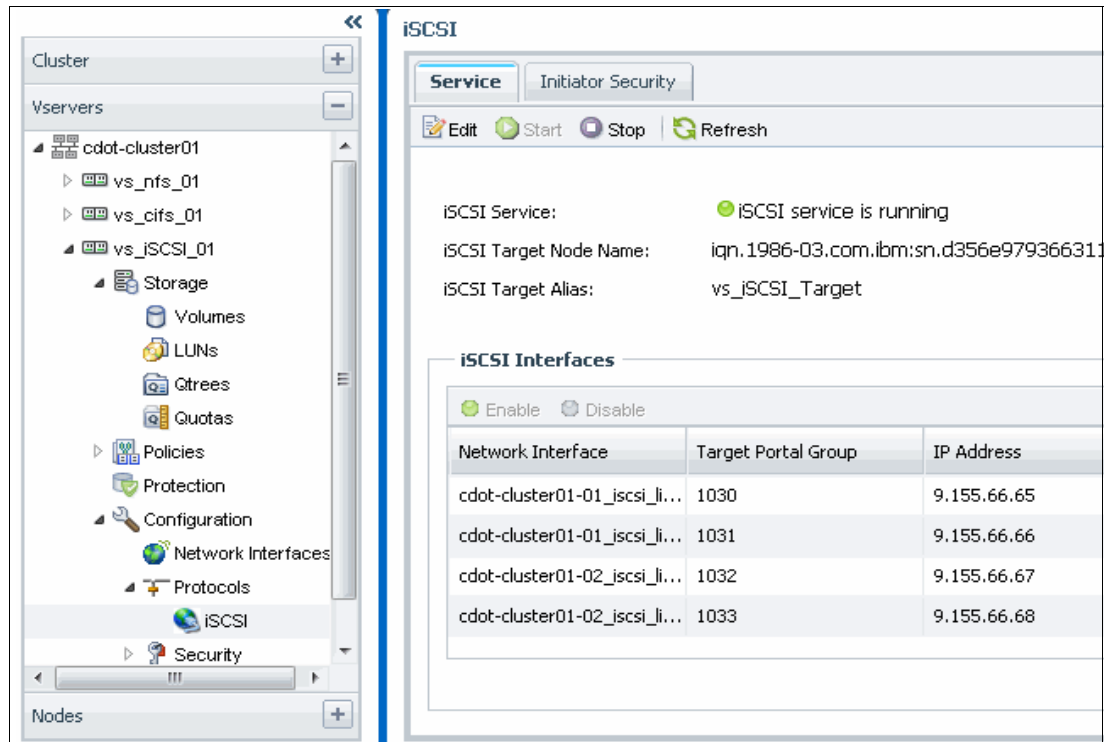 «
Cluster
Vservers
cdot-cluster01
vs_nfs_01
vs_cifs_01
vs_iSCSI_01
Storage
Volumes
LUNs
Qtrees
Quotas
Policies
Protection
Configuration
Network Interfaces
Protocols
iSCSI
Security
Nodes
iSCSI
Service Initiator Security
Edit Start Stop Refresh
iSCSI Service: iSCSI service is running
iSCSI Target Node Name: iqn.1986-03.com.ibm:sn.d356e979366311
iSCSI Target Alias: vs_iSCSI_Target
iSCSI Interfaces
Enable Disable
Network Interface Target Portal Group IP Address
cdot-cluster01-01_iscsi_li... 1030 9.155.66.65
cdot-cluster01-01_iscsi_li... 1031 9.155.66.66
cdot-cluster01-02_iscsi_li... 1032 9.155.66.67
cdot-cluster01-02_iscsi_li... 1033 9.155.66.68